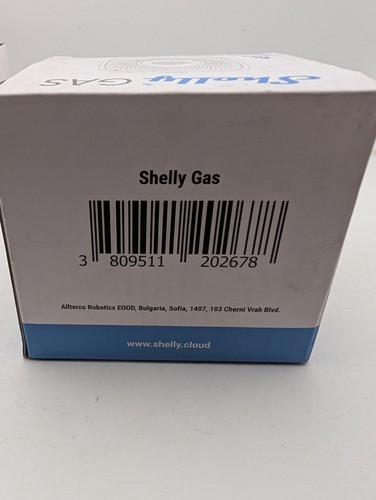 Shelly GAS
Shelly Gas
3 809511 202678
Allterco Robotics EOOD, Bulgaria, Sofia, 1407, 103 Cherni Vrah Blvd.
www.shelly.cloud